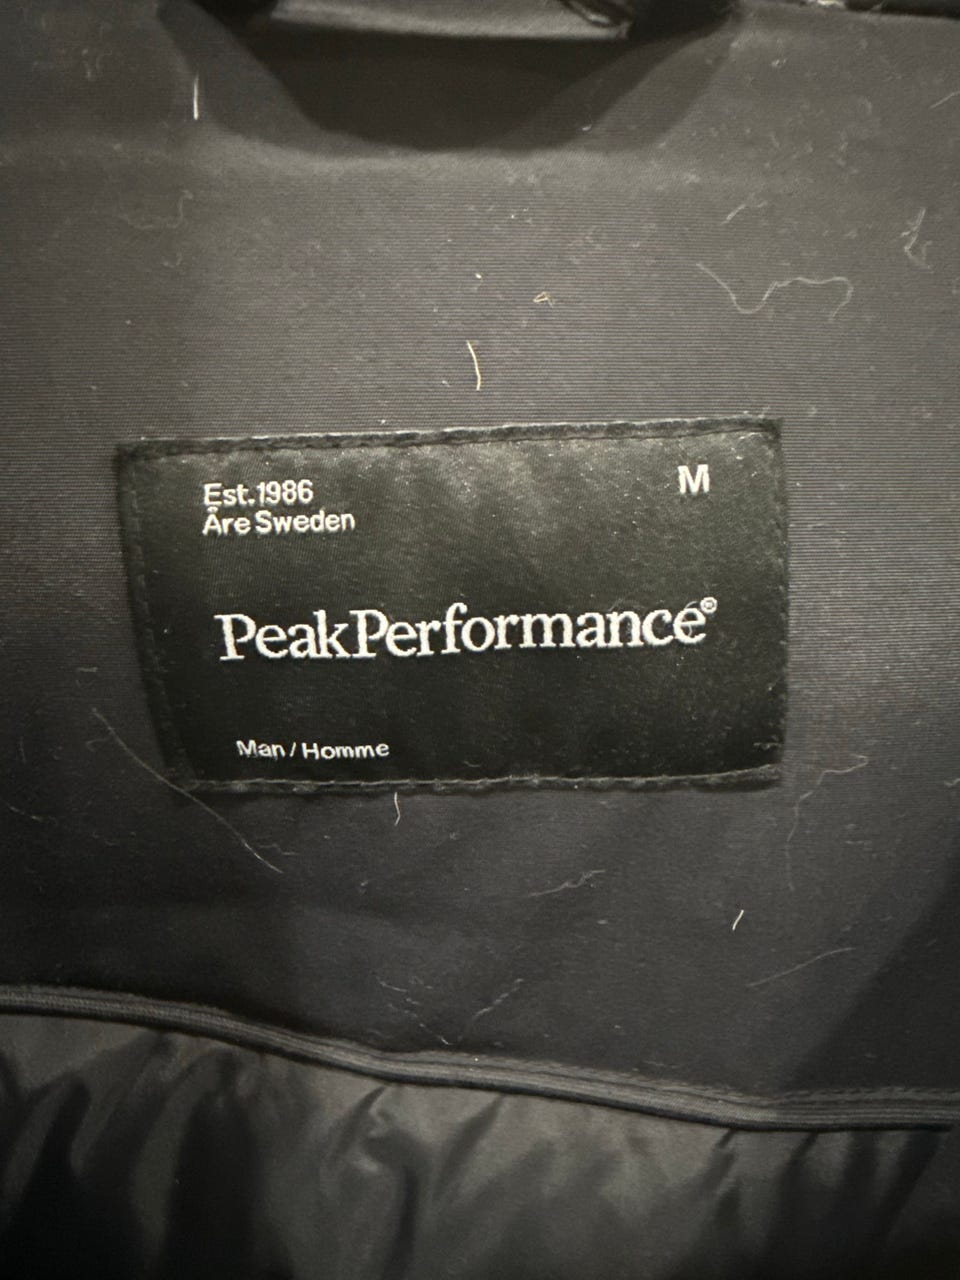 Est.1986
Åre Sweden
M
PeakPerformance®
Man / Homme